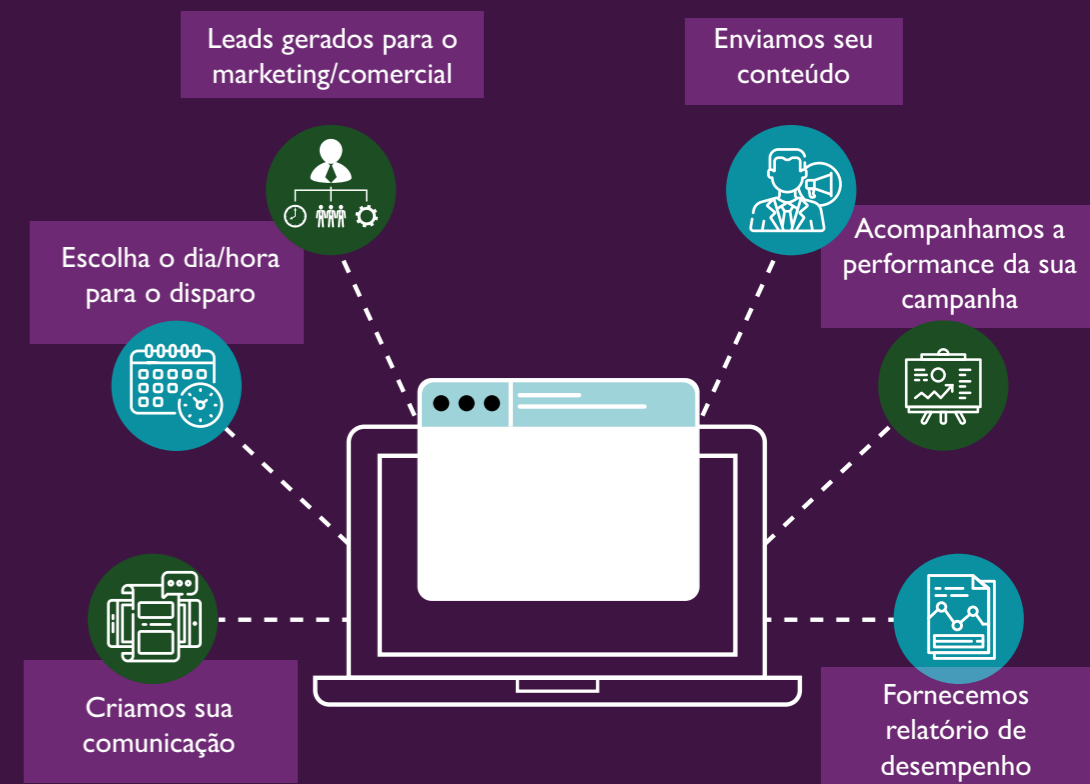 Leads gerados para o
marketing/comercial
Enviamos seu
conteúdo
Escolha o dia/hora
para o disparo
Acompanhamos a
performance da sua
campanha
Criamos sua
comunicação
Fornecemos
relatório de
desempenho